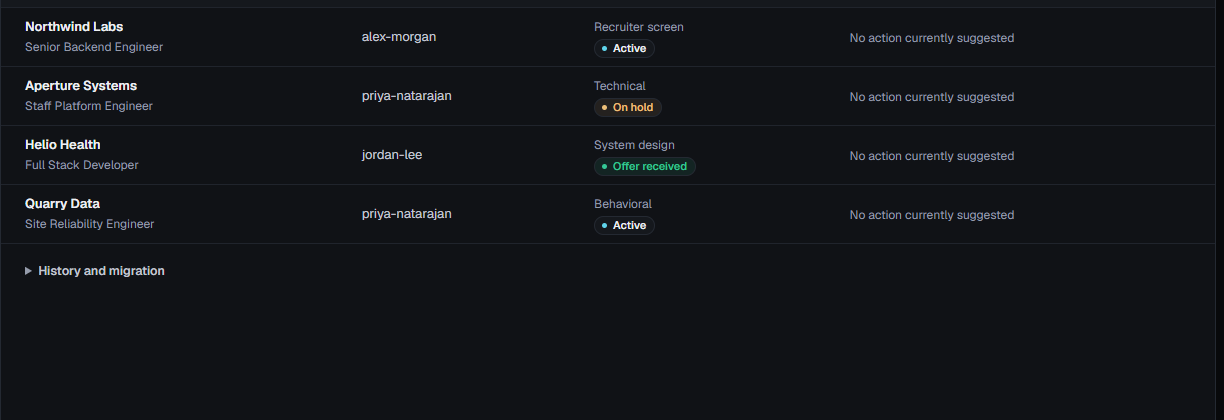 Northwind Labs
Senior Backend Engineer
alex-morgan
Recruiter screen
Active
No action currently suggested
Aperture Systems
Staff Platform Engineer
priya-natarajan
Technical
On hold
No action currently suggested
Helio Health
Full Stack Developer
jordan-lee
System design
Offer received
No action currently suggested
Quarry Data
Site Reliability Engineer
priya-natarajan
Behavioral
Active
No action currently suggested
History and migration